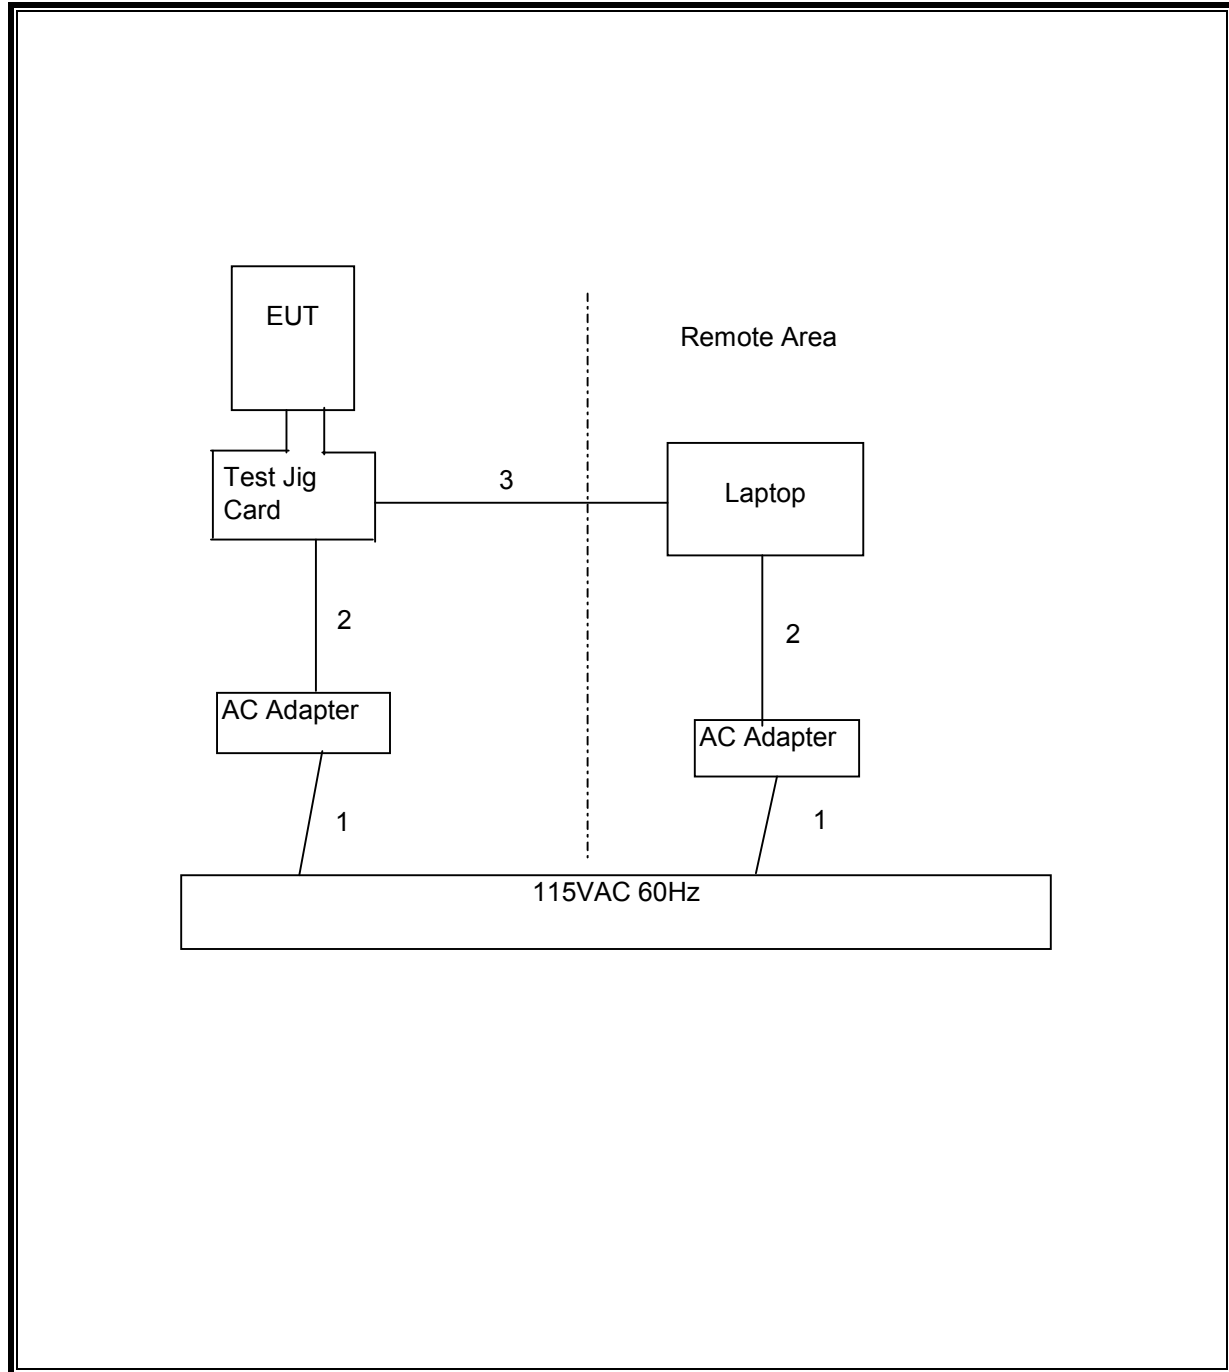 EUT
Remote Area
Test Jig
Card
3
Laptop
2
2
AC Adapter
AC Adapter
1
1
115VAC 60Hz